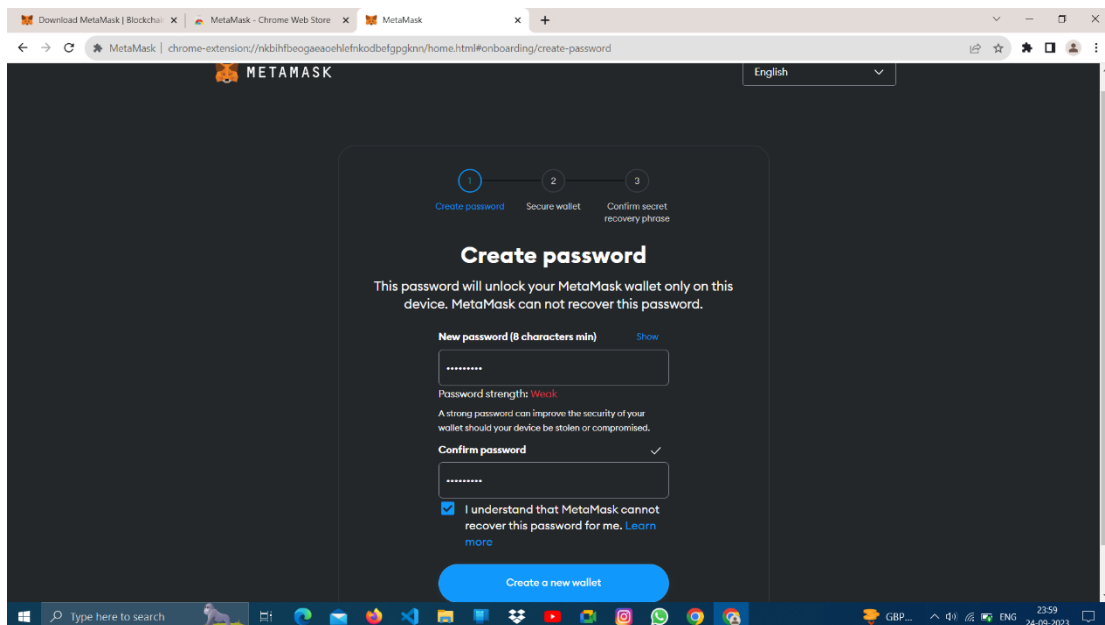 Download MetaMask | Blockchai
MetaMask - Chrome Web Store
MetaMask
MetaMask | chrome-extension://nkbihfbeogaeaoehlefnkodbefgpgknn/home.html#onboarding/create-password
METAMASK
English
1
2
3
Create password
Secure wallet
Confirm secret
recovery phrase
Create password
This password will unlock your MetaMask wallet only on this
device. MetaMask can not recover this password.
New password (8 characters min)
Show
•••••••••
Password strength: Weak
A strong password can improve the security of your
wallet should your device be stolen or compromised.
Confirm password
•••••••••
I understand that MetaMask cannot
recover this password for me. Learn
more
Create a new wallet
Type here to search
GBP...
ENG
23:59
24-09-2023